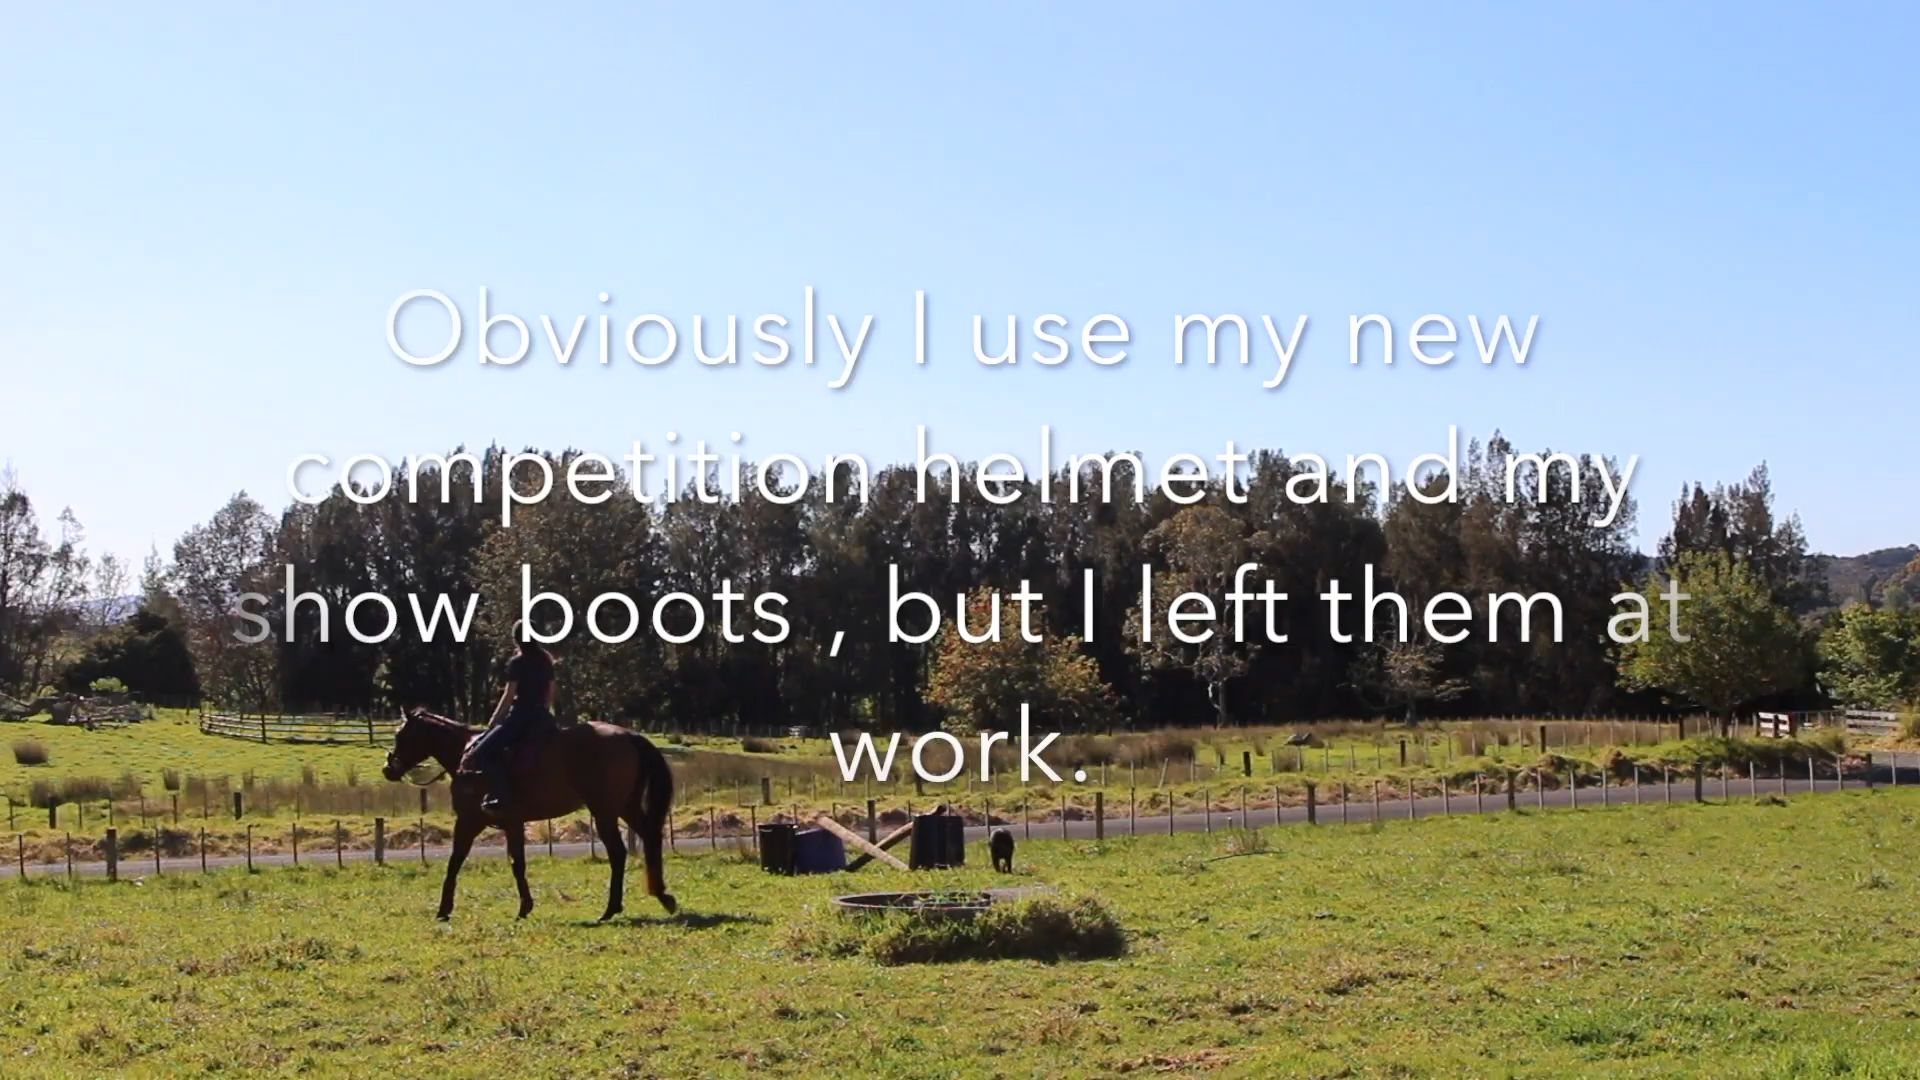 Obviously I use my new
competition helmet and my
show boots , but I left them at
work.